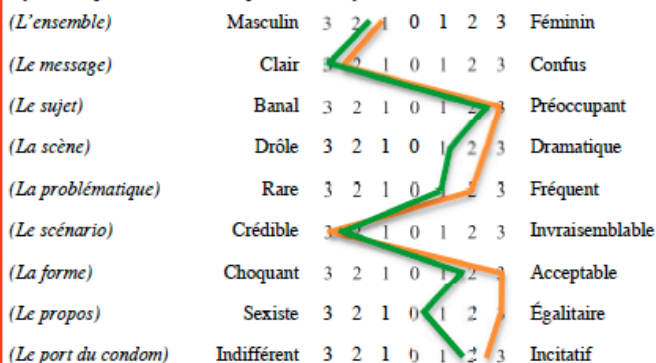 (L'ensemble) Masculin 3 2 1 0 1 2 3 Féminin
(Le message) Clair 3 2 1 0 1 2 3 Confus
(Le sujet) Banal 3 2 1 0 1 2 3 Préoccupant
(La scène) Drôle 3 2 1 0 1 2 3 Dramatique
(La problématique) Rare 3 2 1 0 1 2 3 Fréquent
(Le scénario) Crédible 3 2 1 0 1 2 3 Invraisemblable
(La forme) Choquant 3 2 1 0 1 2 3 Acceptable
(Le propos) Sexiste 3 2 1 0 1 2 3 Égalitaire
(Le port du condom) Indifférent 3 2 1 0 1 2 3 Incitatif